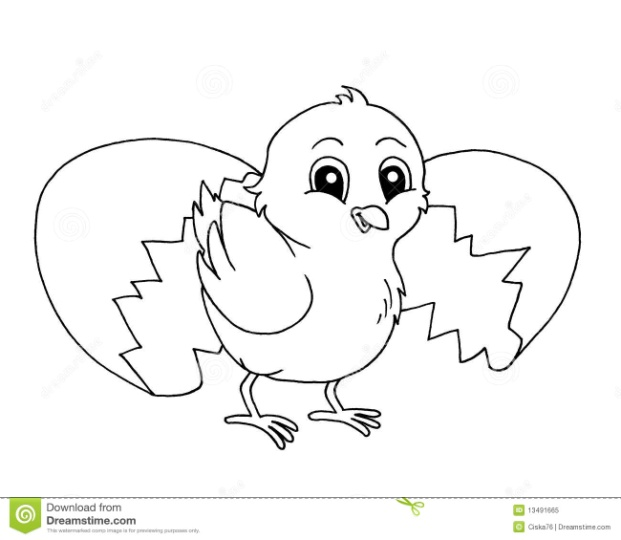 Download from
Dreamstime.com
This watermarked comp image is for previewing purposes only.
13491665
Ciska76 | Dreamstime.com